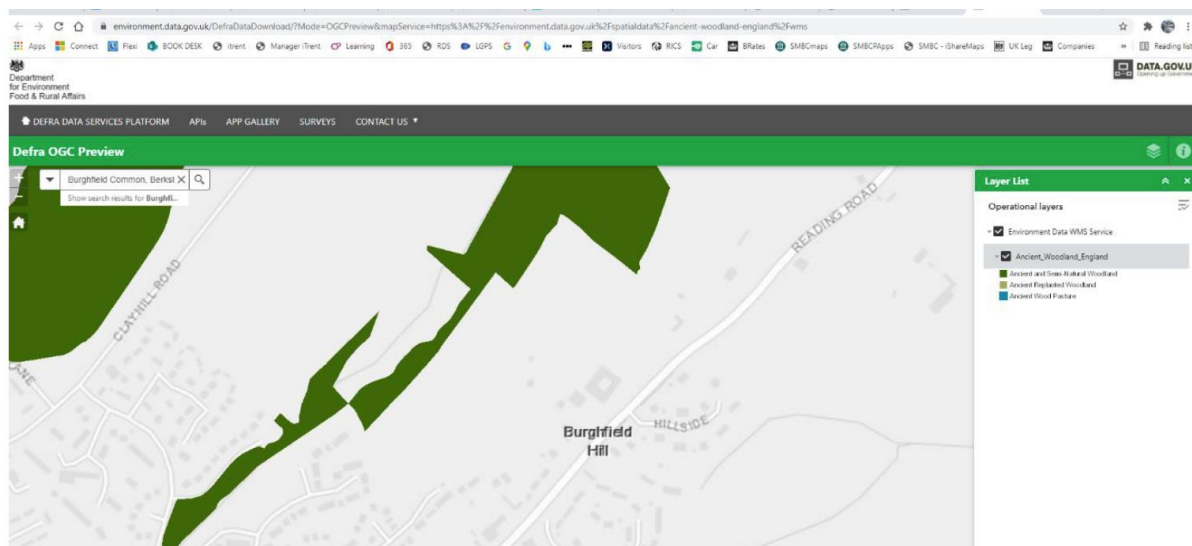 environment.data.gov.uk/DefraDataDownload/?Mode=OGCPreview&mapService=https%3A%2F%2Fenvironment.data.gov.uk%2Fspatialdata%2Fancient-woodland-england%2Fwms
Apps Connect Flexi BOOK DESK itrent Manager iTrent Learning 365 RDS LGPS Visitors RICS Car BRates SMBCmaps SMBCPApps SMBC - iShareMaps UK Leg Companies » Reading list
Department
for Environment
Food & Rural Affairs
DATA.GOV.U
Opening up Government
DEFRA DATA SERVICES PLATFORM APIs APP GALLERY SURVEYS CONTACT US
Defra OGC Preview
Burghfield Common, Berksl
Show search results for Burghfi...
Layer List
Operational layers
Environment Data WMS Service
Ancient_Woodland_England
Ancient and Semi-Natural Woodland
Ancient Replanted Woodland
Ancient Wood Pasture
READING ROAD
CLAYHILL ROAD
LANE
Burghfield
Hill
HILLSIDE